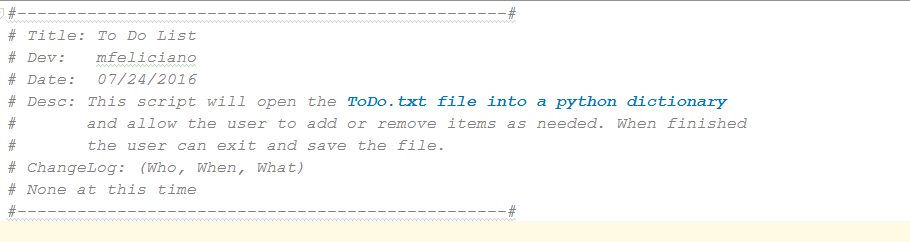 #-------------------------------------------------#
# Title: To Do List
# Dev:   mfeliciano
# Date:  07/24/2016
# Desc: This script will open the ToDo.txt file into a python dictionary
#       and allow the user to add or remove items as needed. When finished
#       the user can exit and save the file.
# ChangeLog: (Who, When, What)
# None at this time
#-------------------------------------------------#